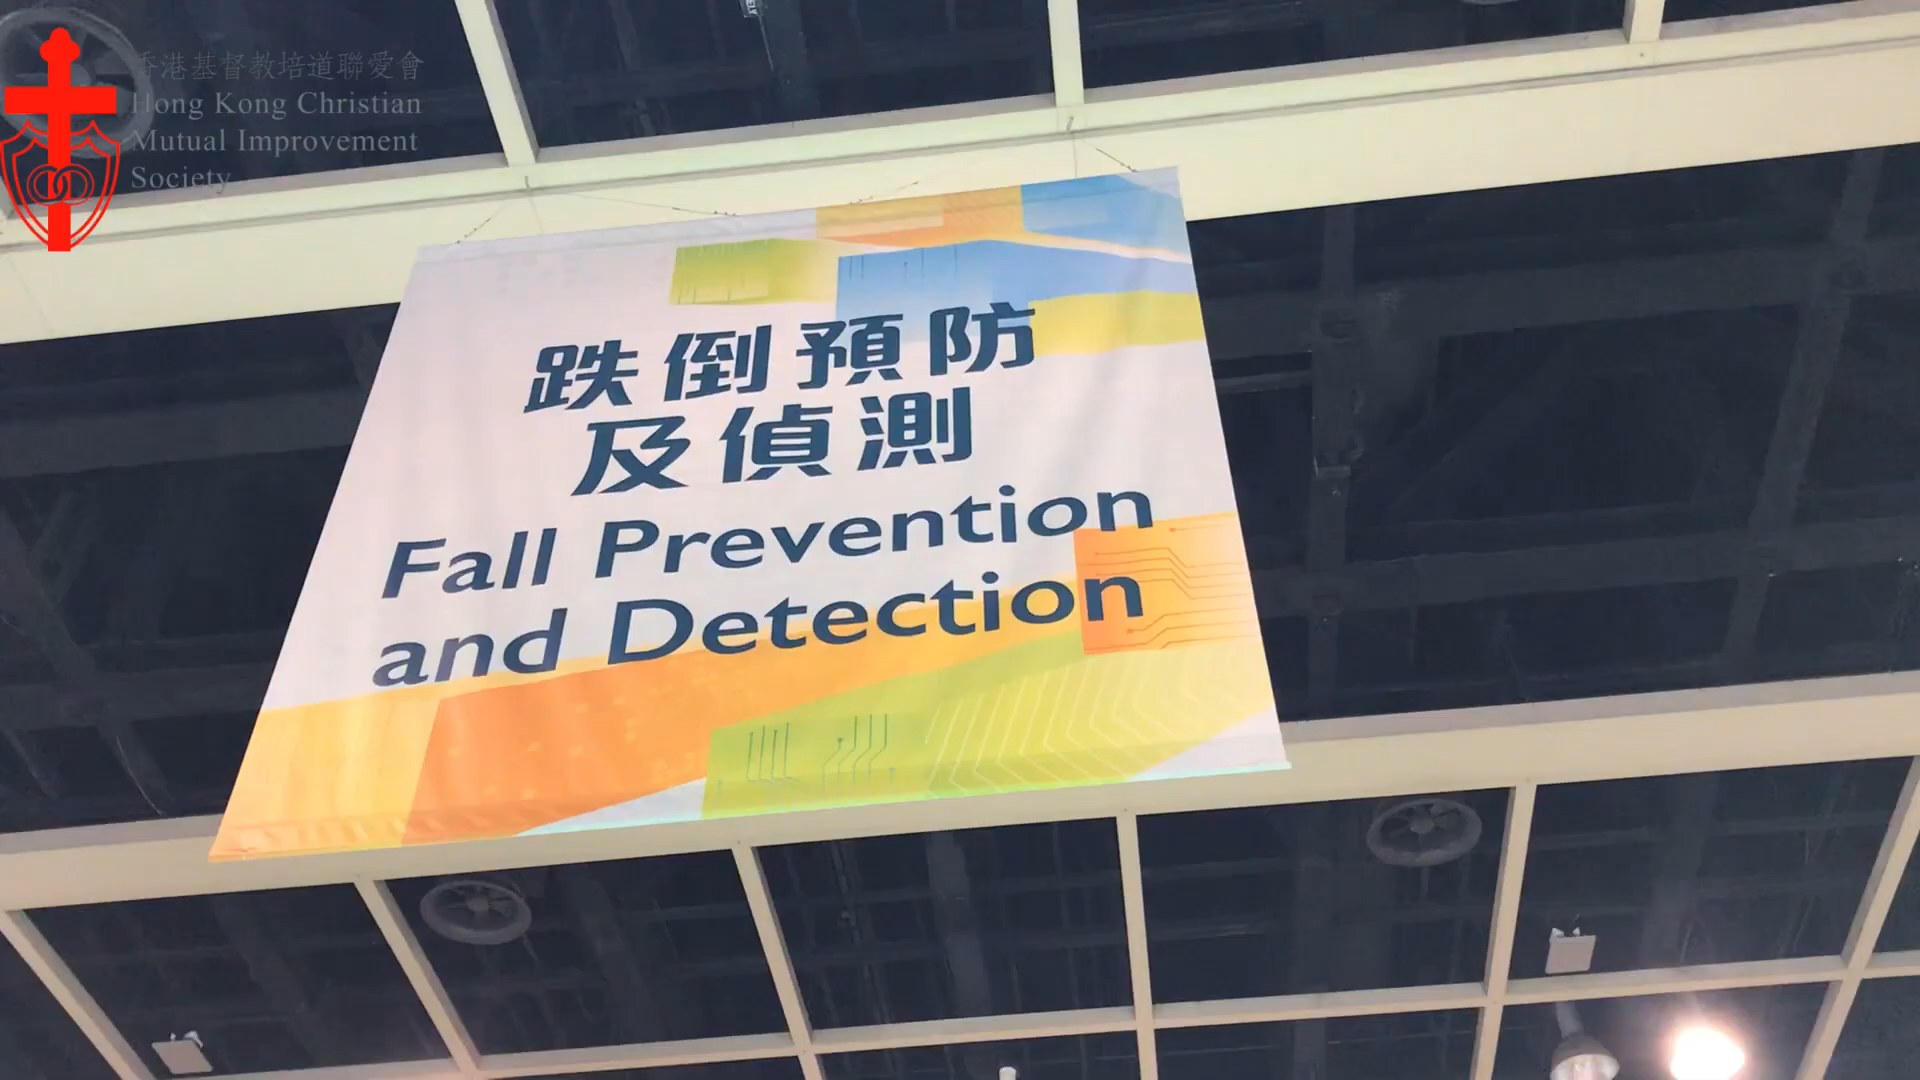 香港基督教培道聯愛會
Hong Kong Christian
Mutual Improvement
Society
跌倒預防
及偵測
Fall Prevention
and Detection